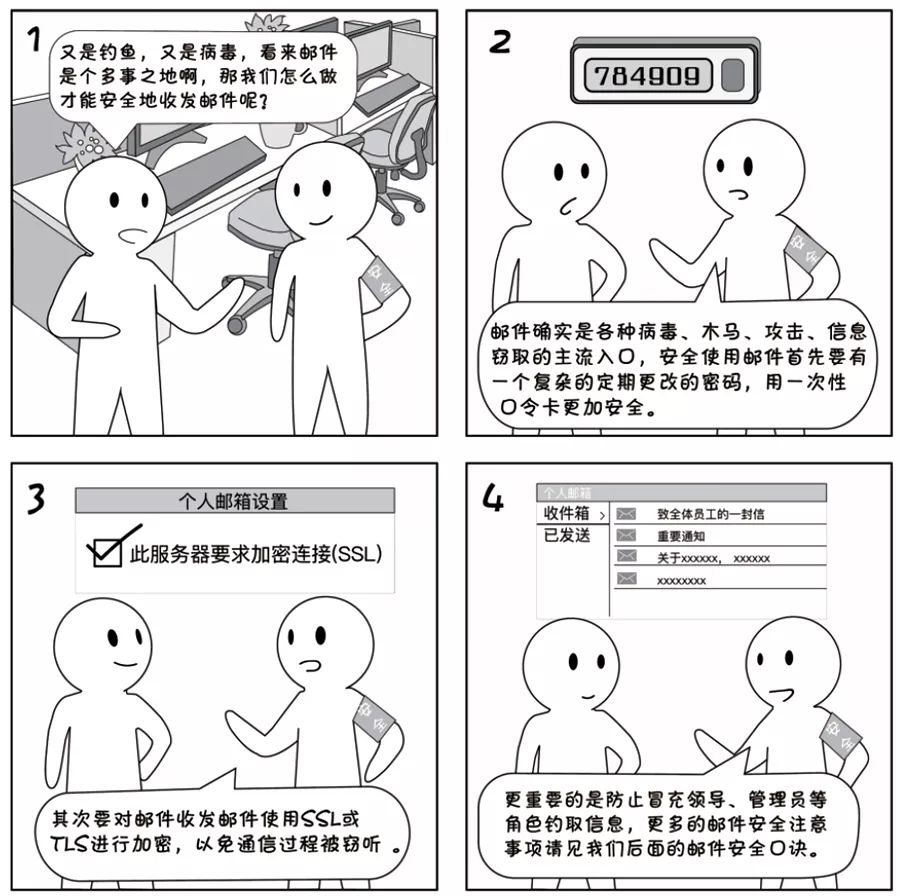 1
又是钓鱼，又是病毒，看来邮件
是个多事之地啊，那我们怎么做
才能安全地收发邮件呢？
安全
2
784909
安全
邮件确实是各种病毒、木马、攻击、信息
窃取的主流入口，安全使用邮件首先要有
一个复杂的定期更改的密码，用一次性
口令卡更加安全。
3
个人邮箱设置
此服务器要求加密连接(SSL)
安全
其次要对邮件收发邮件使用SSL或
TLS进行加密，以免通信过程被窃听 。
4
个人邮箱
收件箱 >
致全体员工的一封信
已发送
重要通知
关于xxxxxx， xxxxxx
xxxxxxxx
安全
更重要的是防止冒充领导、管理员等
角色钓取信息，更多的邮件安全注意
事项请见我们后面的邮件安全口诀。